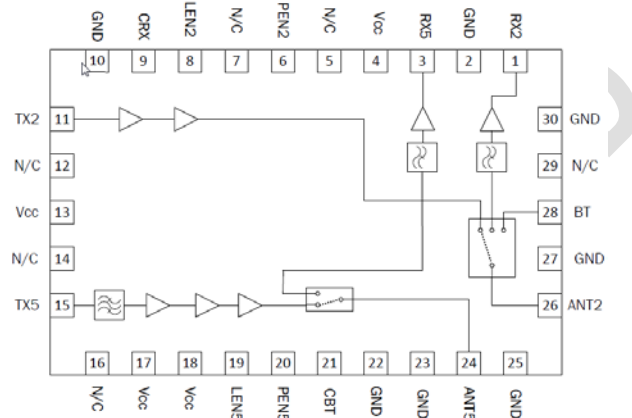 GND CRX LEN2 N/C PEN2 N/C Vcc RX5 GND RX2
10 9 8 7 6 5 4 3 2 1
TX2 11 30 GND
N/C 12 29 N/C
Vcc 13 28 BT
N/C 14 27 GND
TX5 15 26 ANT2
16 17 18 19 20 21 22 23 24 25
N/C Vcc Vcc LEN5 PEN5 CBT GND GND ANT5 GND